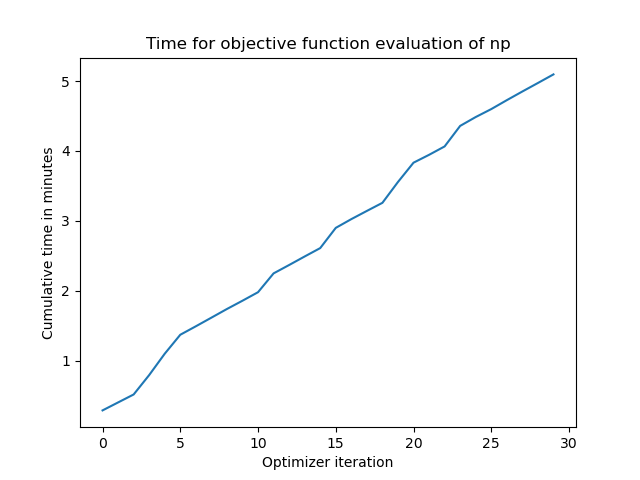 Time for objective function evaluation of np
Cumulative time in minutes
5
4
3
2
1
0 5 10 15 20 25 30
Optimizer iteration